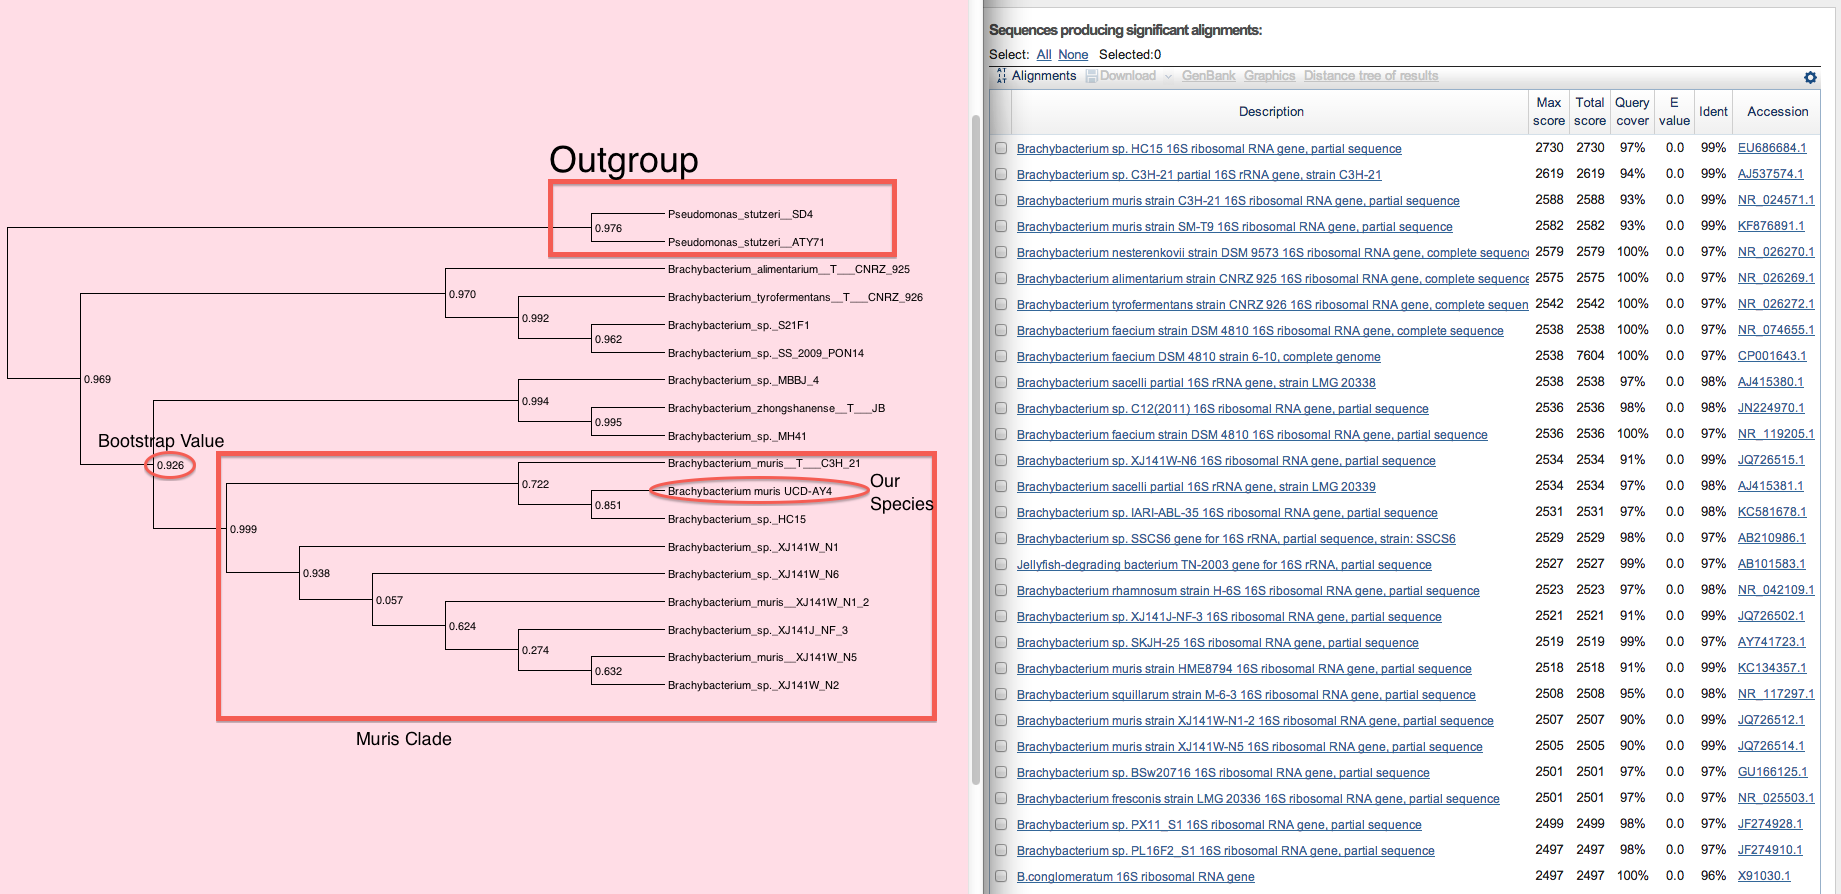 Outgroup
Pseudomonas_stutzeri__SD4
0.976
Pseudomonas_stutzeri__ATY71
Brachybacterium_alimentarium__T___CNRZ_925
0.970
Brachybacterium_tyrofermentans__T___CNRZ_926
0.992
Brachybacterium_sp._S21F1
0.962
Brachybacterium_sp._SS_2009_PON14
0.969
Brachybacterium_sp._MBBJ_4
0.994
Brachybacterium_zhongshanense__T___JB
0.995
Brachybacterium_sp._MH41
Bootstrap Value
0.926
Brachybacterium_muris__T___C3H_21
0.722
Our
Species
Brachybacterium muris UCD-AY4
0.851
Brachybacterium_sp._HC15
0.999
Brachybacterium_sp._XJ141W_N1
0.938
Brachybacterium_sp._XJ141W_N6
0.057
Brachybacterium_muris__XJ141W_N1_2
0.624
Brachybacterium_sp._XJ141J_NF_3
0.274
Brachybacterium_muris__XJ141W_N5
0.632
Brachybacterium_sp._XJ141W_N2
Muris Clade
Sequences producing significant alignments:
Select: All None Selected:0
Alignments Download GenBank Graphics Distance tree of results
Description Max score Total score Query cover E value Ident Accession
Brachybacterium sp. HC15 16S ribosomal RNA gene, partial sequence 2730 2730 97% 0.0 99% EU686684.1
Brachybacterium sp. C3H-21 partial 16S rRNA gene, strain C3H-21 2619 2619 94% 0.0 99% AJ537574.1
Brachybacterium muris strain C3H-21 16S ribosomal RNA gene, partial sequence 2588 2588 93% 0.0 99% NR_024571.1
Brachybacterium muris strain SM-T9 16S ribosomal RNA gene, partial sequence 2582 2582 93% 0.0 99% KF876891.1
Brachybacterium nesterenkovii strain DSM 9573 16S ribosomal RNA gene, complete sequence 2579 2579 100% 0.0 97% NR_026270.1
Brachybacterium alimentarium strain CNRZ 925 16S ribosomal RNA gene, complete sequence 2575 2575 100% 0.0 97% NR_026269.1
Brachybacterium tyrofermentans strain CNRZ 926 16S ribosomal RNA gene, complete sequen 2542 2542 100% 0.0 97% NR_026272.1
Brachybacterium faecium strain DSM 4810 16S ribosomal RNA gene, complete sequence 2538 2538 100% 0.0 97% NR_074655.1
Brachybacterium faecium DSM 4810 strain 6-10, complete genome 2538 7604 100% 0.0 97% CP001643.1
Brachybacterium sacelli partial 16S rRNA gene, strain LMG 20338 2538 2538 97% 0.0 98% AJ415380.1
Brachybacterium sp. C12(2011) 16S ribosomal RNA gene, partial sequence 2536 2536 98% 0.0 98% JN224970.1
Brachybacterium faecium strain DSM 4810 16S ribosomal RNA gene, partial sequence 2536 2536 100% 0.0 97% NR_119205.1
Brachybacterium sp. XJ141W-N6 16S ribosomal RNA gene, partial sequence 2534 2534 91% 0.0 99% JQ726515.1
Brachybacterium sacelli partial 16S rRNA gene, strain LMG 20339 2534 2534 97% 0.0 98% AJ415381.1
Brachybacterium sp. IARI-ABL-35 16S ribosomal RNA gene, partial sequence 2531 2531 97% 0.0 98% KC581678.1
Brachybacterium sp. SSCS6 gene for 16S rRNA, partial sequence, strain: SSCS6 2529 2529 98% 0.0 97% AB210986.1
Jellyfish-degrading bacterium TN-2003 gene for 16S rRNA, partial sequence 2527 2527 99% 0.0 97% AB101583.1
Brachybacterium rhamnosum strain H-6S 16S ribosomal RNA gene, partial sequence 2523 2523 97% 0.0 98% NR_042109.1
Brachybacterium sp. XJ141J-NF-3 16S ribosomal RNA gene, partial sequence 2521 2521 91% 0.0 99% JQ726502.1
Brachybacterium sp. SKJH-25 16S ribosomal RNA gene, partial sequence 2519 2519 99% 0.0 97% AY741723.1
Brachybacterium muris strain HME8794 16S ribosomal RNA gene, partial sequence 2518 2518 91% 0.0 99% KC134357.1
Brachybacterium squillarum strain M-6-3 16S ribosomal RNA gene, partial sequence 2508 2508 95% 0.0 98% NR_117297.1
Brachybacterium muris strain XJ141W-N1-2 16S ribosomal RNA gene, partial sequence 2507 2507 90% 0.0 99% JQ726512.1
Brachybacterium muris strain XJ141W-N5 16S ribosomal RNA gene, partial sequence 2505 2505 90% 0.0 99% JQ726514.1
Brachybacterium sp. BSw20716 16S ribosomal RNA gene, partial sequence 2501 2501 97% 0.0 97% GU166125.1
Brachybacterium fresconis strain LMG 20336 16S ribosomal RNA gene, partial sequence 2501 2501 97% 0.0 97% NR_025503.1
Brachybacterium sp. PX11_S1 16S ribosomal RNA gene, partial sequence 2499 2499 98% 0.0 97% JF274928.1
Brachybacterium sp. PL16F2_S1 16S ribosomal RNA gene, partial sequence 2497 2497 98% 0.0 97% JF274910.1
B.conglomeratum 16S ribosomal RNA gene 2497 2497 100% 0.0 96% X91030.1